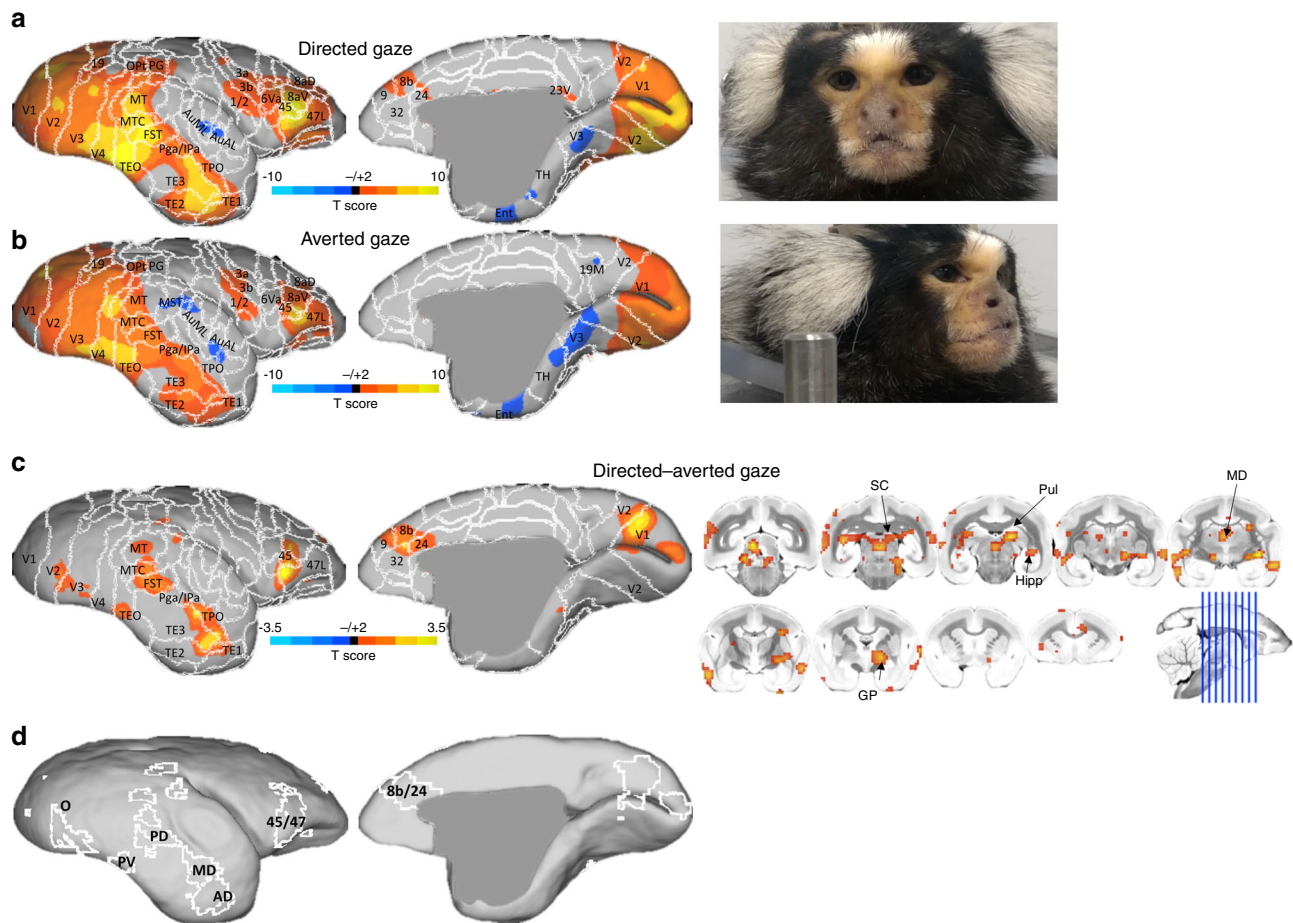 a
Directed gaze
19
OPt PG
3a
3b
1/2
8aD
8aV
6Va
45
47L
V1
V2
V3
V4
MT
MTC
FST
AuML AuAL
Pga/IPa
TEO
TPO
TE3
TE2
TE1
9
8b
24
32
23V
V2
V1
V3
V2
TH
Ent
-10
–/+2
10
T score
b
Averted gaze
19
OPt PG
3a
3b
1/2
8aD
8aV
6Va
45
47L
V1
V2
V3
V4
MT
MST
MTC
FST
AuML AuAL
Pga/IPa
TEO
TPO
TE3
TE2
TE1
19M
V2
V1
V3
V2
TH
Ent
-10
–/+2
10
T score
c
Directed–averted gaze
V1
V2
V3
V4
MT
MTC
FST
Pga/IPa
TEO
TPO
TE3
TE2
TE1
45
47L
9
8b
24
32
V2
V1
V2
-3.5
–/+2
3.5
T score
SC
Pul
MD
Hipp
GP
d
O
PD
PV
MD
AD
45/47
8b/24